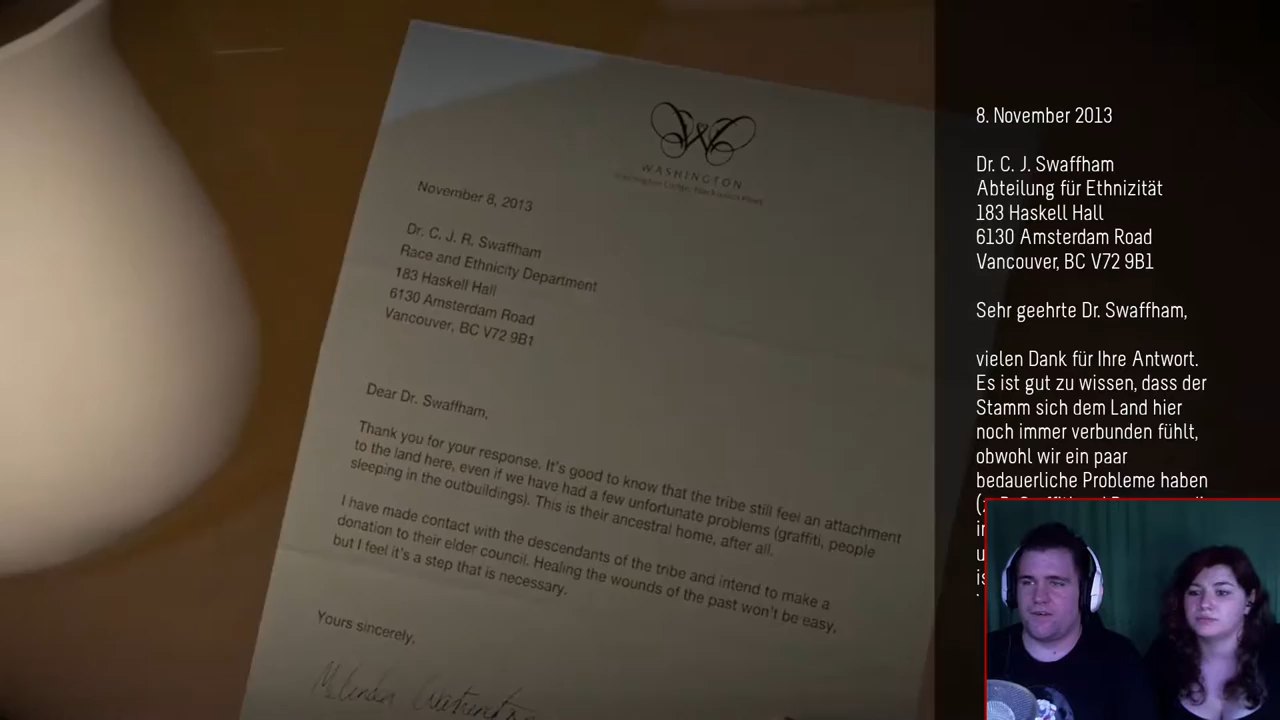 W
WASHINGTON
November 8, 2013
Dr. C. J. R. Swaffham
Race and Ethnicity Department
183 Haskell Hall
6130 Amsterdam Road
Vancouver, BC V72 9B1
Dear Dr. Swaffham,
Thank you for your response. It's good to know that the tribe still feel an attachment
to the land here, even if we have had a few unfortunate problems (graffiti, people
sleeping in the outbuildings). This is their ancestral home, after all.
I have made contact with the descendants of the tribe and intend to make a
donation to their elder council. Healing the wounds of the past won't be easy,
but I feel it's a step that is necessary.
Yours sincerely,
8. November 2013
Dr. C. J. Swaffham
Abteilung für Ethnizität
183 Haskell Hall
6130 Amsterdam Road
Vancouver, BC V72 9B1
Sehr geehrte Dr. Swaffham,
vielen Dank für Ihre Antwort.
Es ist gut zu wissen, dass der
Stamm sich dem Land hier
noch immer verbunden fühlt,
obwohl wir ein paar
bedauerliche Probleme haben